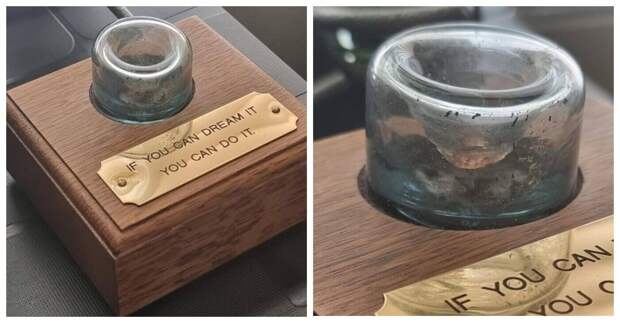 IF YOU CAN DREAM IT
YOU CAN DO IT.
IF YOU CAN
YOU